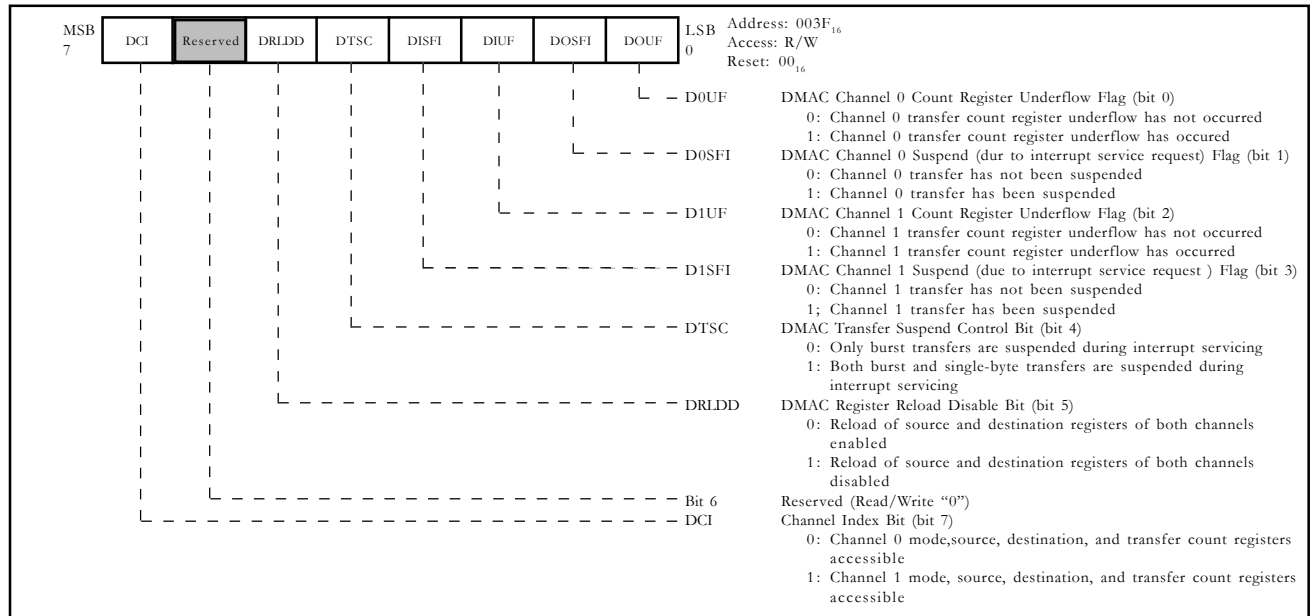 MSB
7
DCI Reserved DRLDD DTSC DISFI DIUF DOSFI DOUF
LSB
0
Address: 003F₁₆
Access: R/W
Reset: 00₁₆
D0UF DMAC Channel 0 Count Register Underflow Flag (bit 0)
0: Channel 0 transfer count register underflow has not occurred
1: Channel 0 transfer count register underflow has occured
D0SFI DMAC Channel 0 Suspend (dur to interrupt service request) Flag (bit 1)
0: Channel 0 transfer has not been suspended
1: Channel 0 transfer has been suspended
D1UF DMAC Channel 1 Count Register Underflow Flag (bit 2)
0: Channel 1 transfer count register underflow has not occurred
1: Channel 1 transfer count register underflow has occurred
D1SFI DMAC Channel 1 Suspend (due to interrupt service request ) Flag (bit 3)
0: Channel 1 transfer has not been suspended
1; Channel 1 transfer has been suspended
DTSC DMAC Transfer Suspend Control Bit (bit 4)
0: Only burst transfers are suspended during interrupt servicing
1: Both burst and single-byte transfers are suspended during
interrupt servicing
DRLDD DMAC Register Reload Disable Bit (bit 5)
0: Reload of source and destination registers of both channels
enabled
1: Reload of source and destination registers of both channels
disabled
Bit 6 Reserved (Read/Write “0”)
DCI Channel Index Bit (bit 7)
0: Channel 0 mode,source, destination, and transfer count registers
accessible
1: Channel 1 mode, source, destination, and transfer count registers
accessible